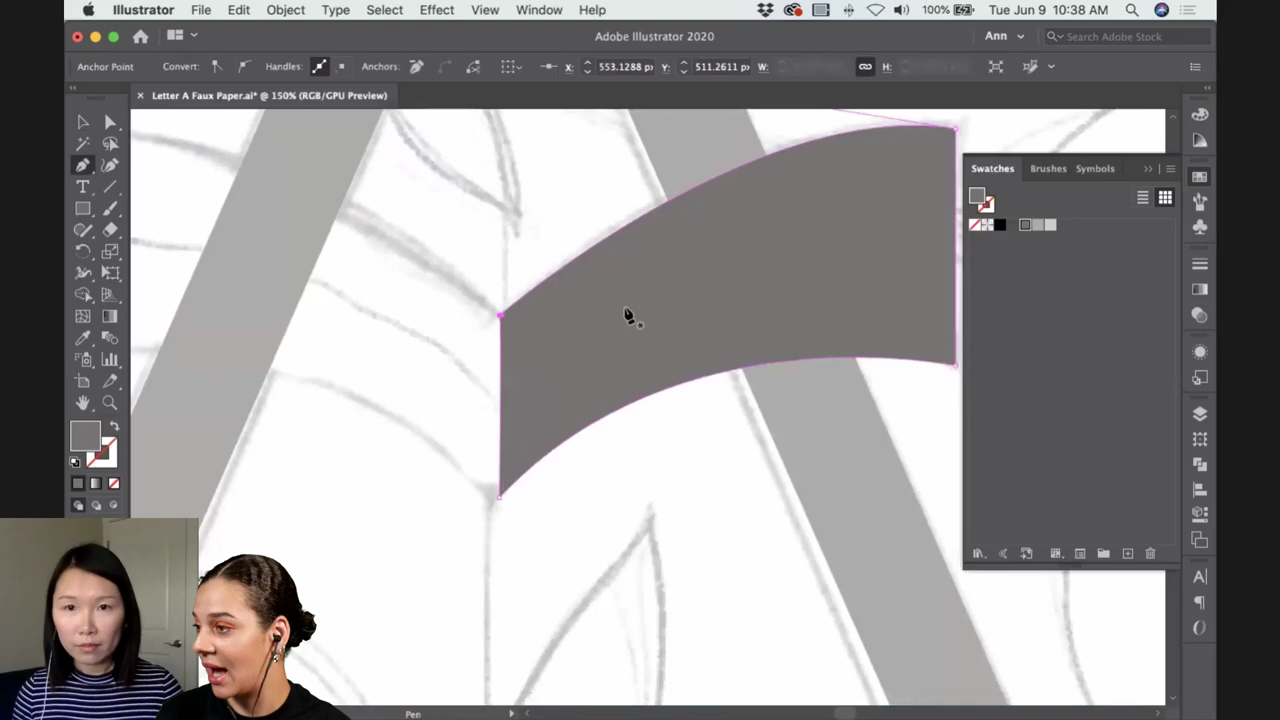 Illustrator File Edit Object Type Select Effect View Window Help 100% Tue Jun 9 10:38 AM
Adobe Illustrator 2020 Ann Search Adobe Stock
Anchor Point Convert: Handles: Anchors: X: 553.1288 px Y: 511.2611 px W: H:
Letter A Faux Paper.ai* @ 150% (RGB/GPU Preview)
Swatches Brushes Symbols
Pen